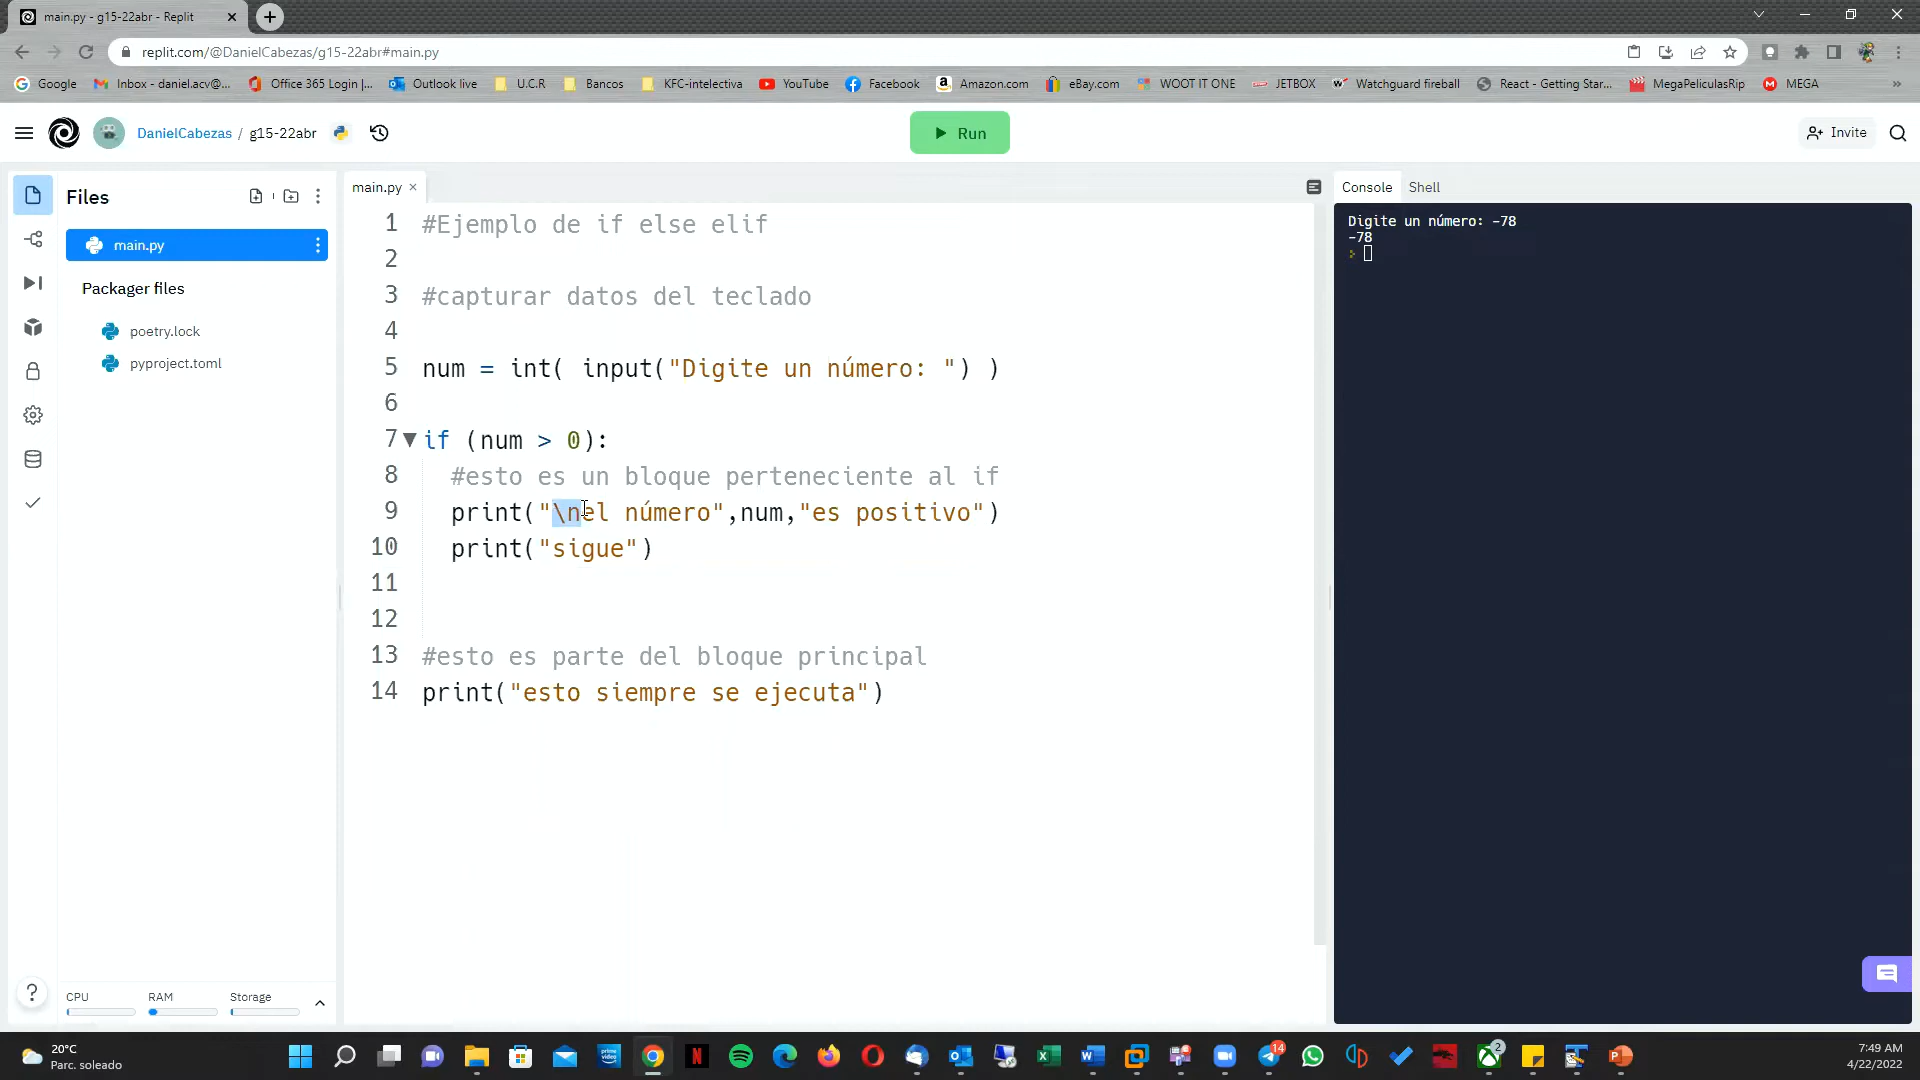 main.py - g15-22abr - Replit
replit.com/@DanielCabezas/g15-22abr#main.py
Google
Inbox - daniel.acv@...
Office 365 Login |...
Outlook live
U.C.R
Bancos
KFC-intelectiva
YouTube
Facebook
Amazon.com
eBay.com
WOOT IT ONE
JETBOX
Watchguard fireball
React - Getting Star...
MegaPeliculasRip
MEGA
»
DanielCabezas / g15-22abr
Run
Invite
Files
main.py
Packager files
poetry.lock
pyproject.toml
CPU
RAM
Storage
?
main.py
1 #Ejemplo de if else elif
2
3 #capturar datos del teclado
4
5 num = int( input("Digite un número: ") )
6
7 if (num > 0):
8 #esto es un bloque perteneciente al if
9 print("\nel número",num,"es positivo")
10 print("sigue")
11
12
13 #esto es parte del bloque principal
14 print("esto siempre se ejecuta")
Console
Shell
Digite un número: -78
-78
20°C
Parc. soleado
14
2
7:49 AM
4/22/2022